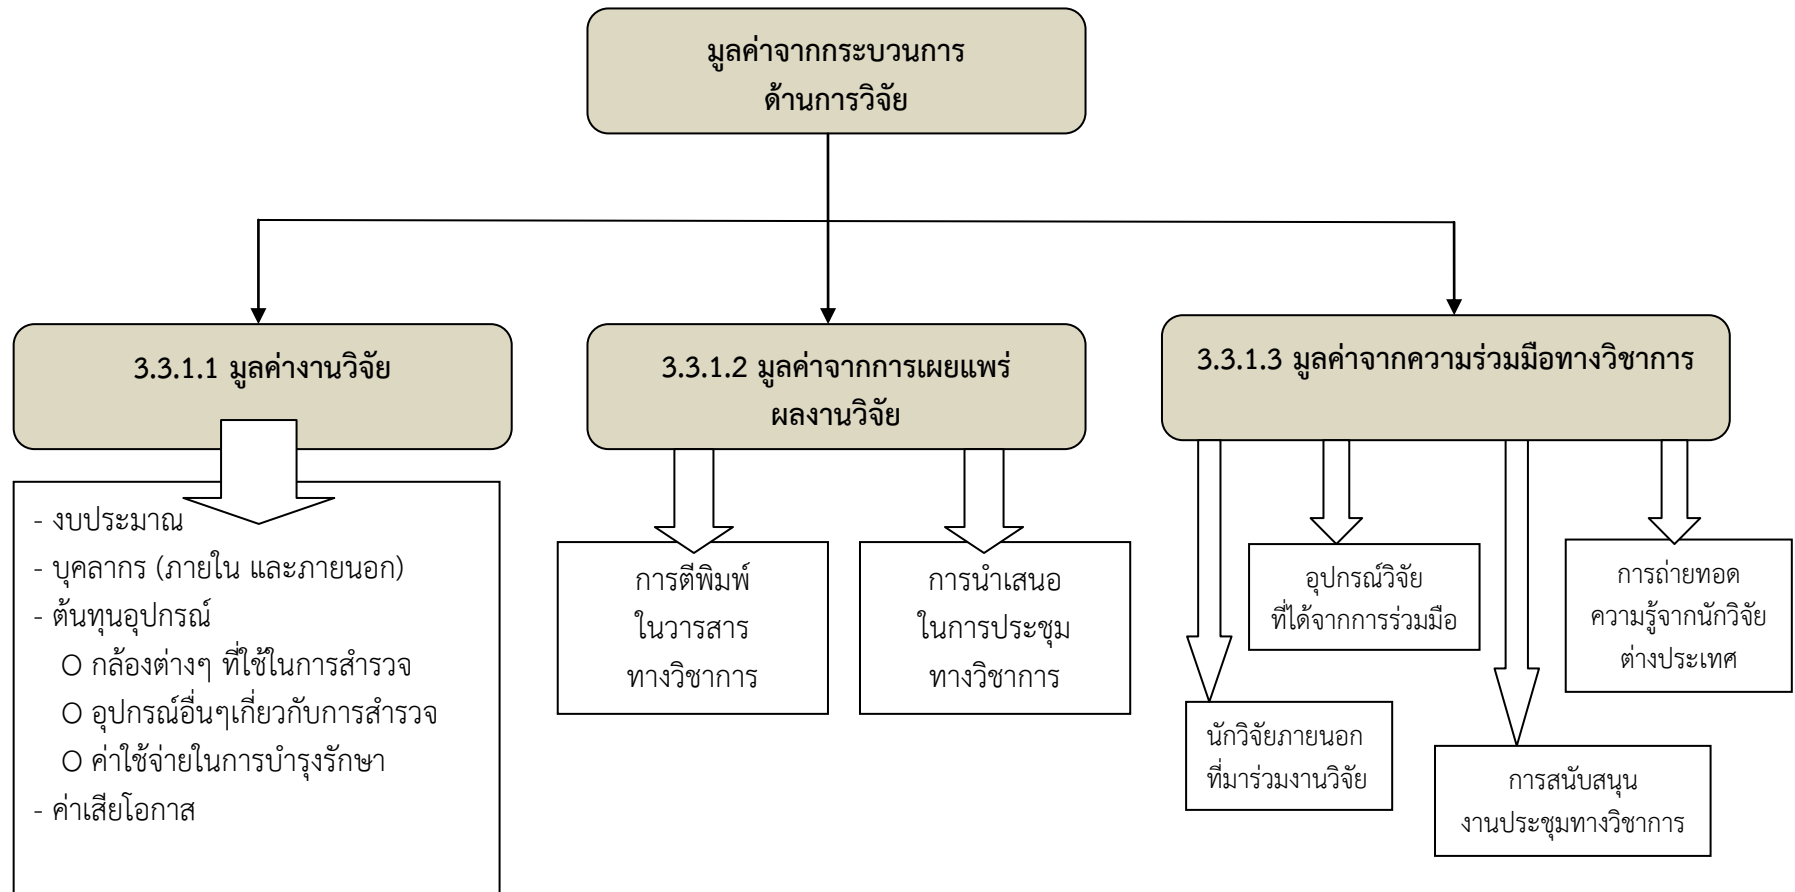 มูลค่าจากกระบวนการ
ด้านการวิจัย
3.3.1.1 มูลค่างานวิจัย
- งบประมาณ
- บุคลากร (ภายใน และภายนอก)
- ต้นทุนอุปกรณ์
O กล้องต่างๆ ที่ใช้ในการสำรวจ
O อุปกรณ์อื่นๆเกี่ยวกับการสำรวจ
O ค่าใช้จ่ายในการบำรุงรักษา
- ค่าเสียโอกาส
3.3.1.2 มูลค่าจากการเผยแพร่
ผลงานวิจัย
การตีพิมพ์
ในวารสาร
ทางวิชาการ
การนำเสนอ
ในการประชุม
ทางวิชาการ
3.3.1.3 มูลค่าจากความร่วมมือทางวิชาการ
นักวิจัยภายนอก
ที่มาร่วมงานวิจัย
อุปกรณ์วิจัย
ที่ได้จากการร่วมมือ
การสนับสนุน
งานประชุมทางวิชาการ
การถ่ายทอด
ความรู้จากนักวิจัย
ต่างประเทศ